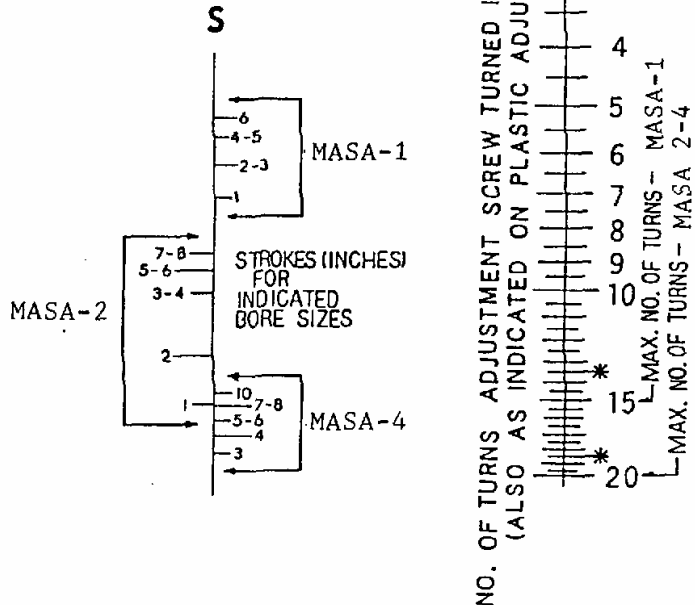 S
6
4-5
2-3
1
MASA-1
7-8
5-6
3-4
2
1
MASA-2
STROKES (INCHES)
FOR
INDICATED
BORE SIZES
10
7-8
5-6
4
3
MASA-4
NO. OF TURNS ADJUSTMENT SCREW TURNED
(ALSO AS INDICATED ON PLASTIC
4
5
6
7
8
9
10
*
15
*
20
MAX. NO. OF TURNS- MASA-1
MAX. NO. OF TURNS- MASA 2-4